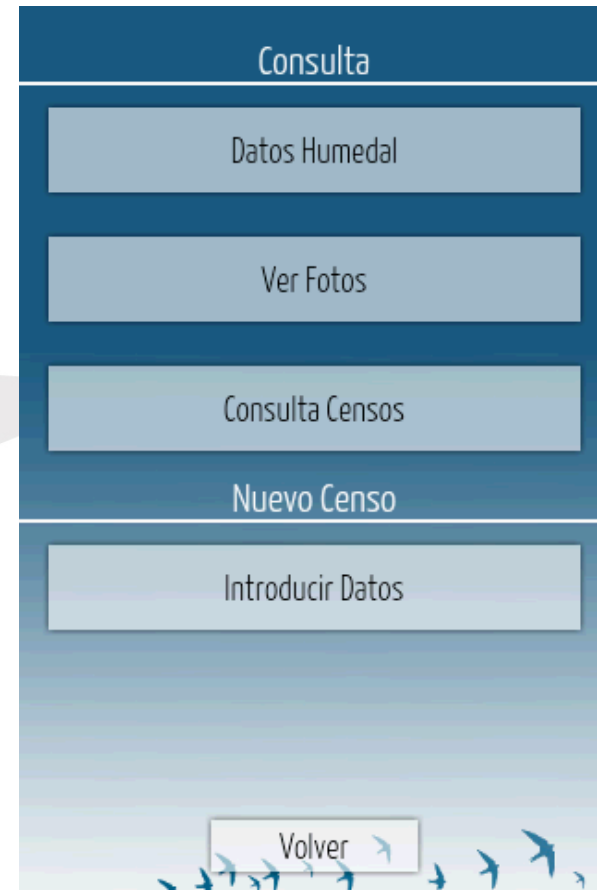 Consulta
Datos Humedal
Ver Fotos
Consulta Censos
Nuevo Censo
Introducir Datos
Volver